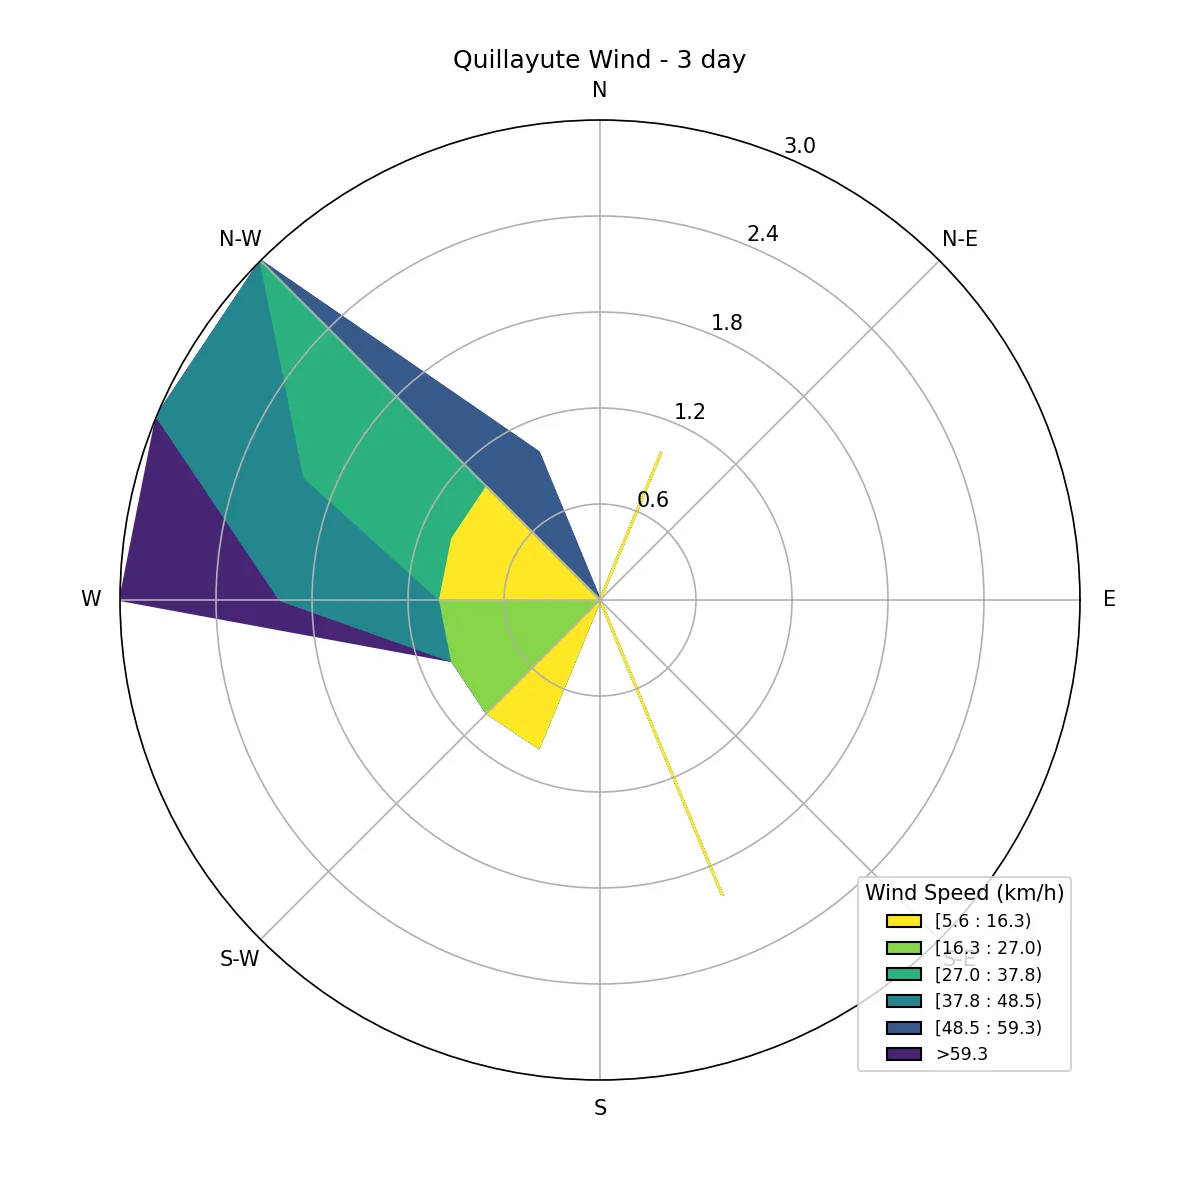 Quillayute Wind - 3 day
N
3.0
2.4
N-W
N-E
1.8
1.2
0.6
W
E
S-W
S-E
S
Wind Speed (km/h)
[5.6 : 16.3)
[16.3 : 27.0)
[27.0 : 37.8)
[37.8 : 48.5)
[48.5 : 59.3)
>59.3